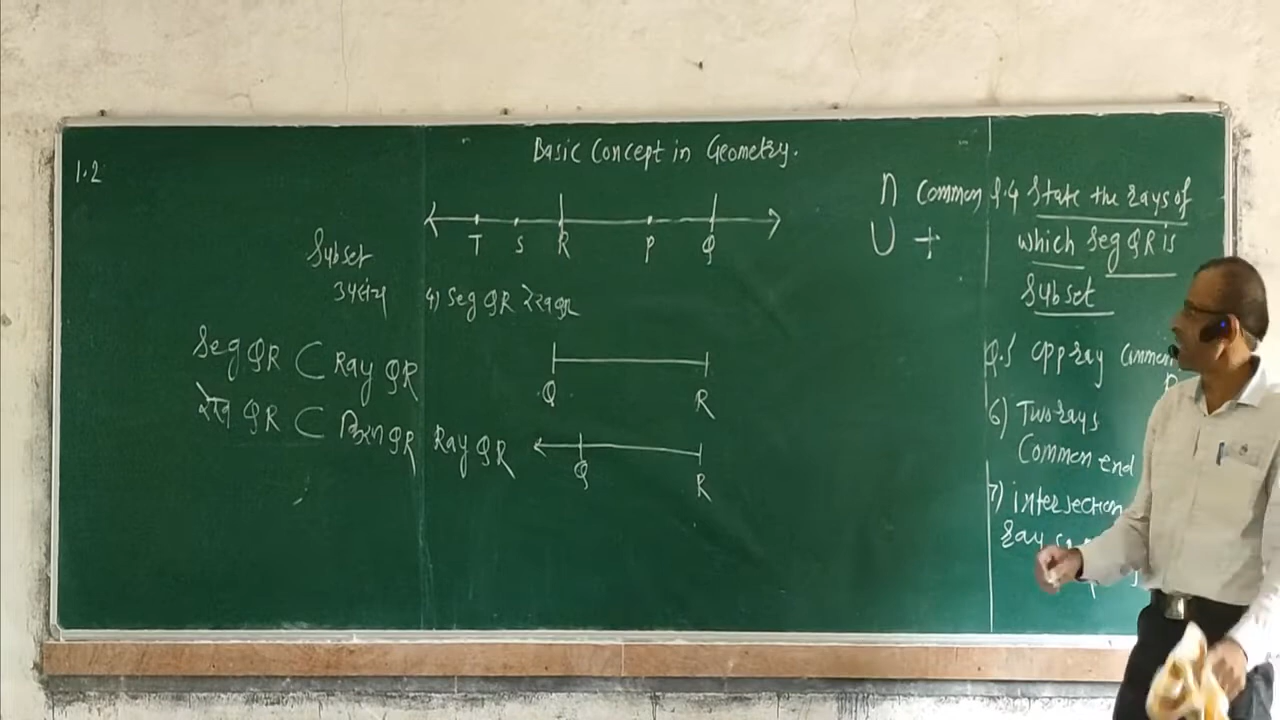 Basic Concept in Geometry.
1.2
T S R P Q
Subset
उपसंच
4) Seg QR रेख QR
Seg QR ⊂ Ray QR
रेख QR ⊂ किरण QR
Q R
Ray QR
Q R
∩ Common
U +
Q.4 State the rays of
which Seg QR is
Subset
Q.5 opp ray Common
6) Two rays
Common end
7) intersection
ray